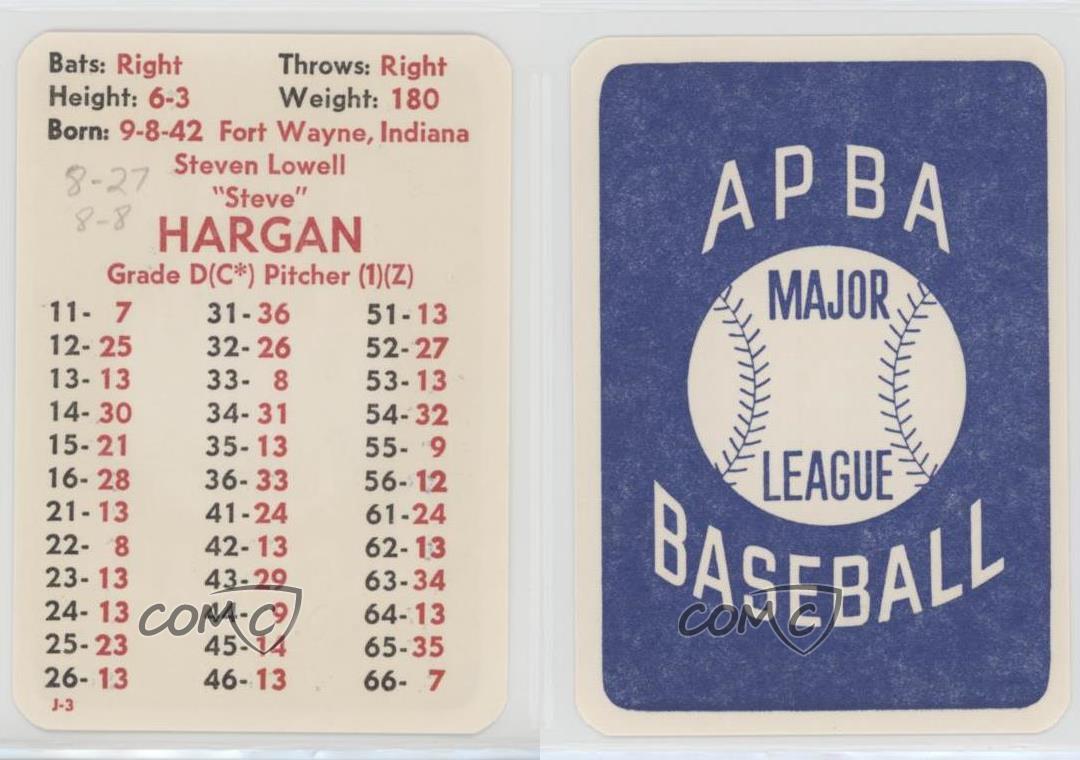 Bats: Right Throws: Right
Height: 6-3 Weight: 180
Born: 9-8-42 Fort Wayne, Indiana
Steven Lowell
8-27
"Steve"
8-8
HARGAN
Grade D(C*) Pitcher (1)(Z)
11- 7 31-36 51-13
12-25 32-26 52-27
13-13 33- 8 53-13
14-30 34-31 54-32
15-21 35-13 55- 9
16-28 36-33 56-12
21-13 41-24 61-24
22- 8 42-13 62-13
23-13 43-29 63-34
24-13 44- 9 64-13
25-23 45-14 65-35
26-13 46-13 66- 7
J-3
COMC
APBA
MAJOR
LEAGUE
BASEBALL
COMC